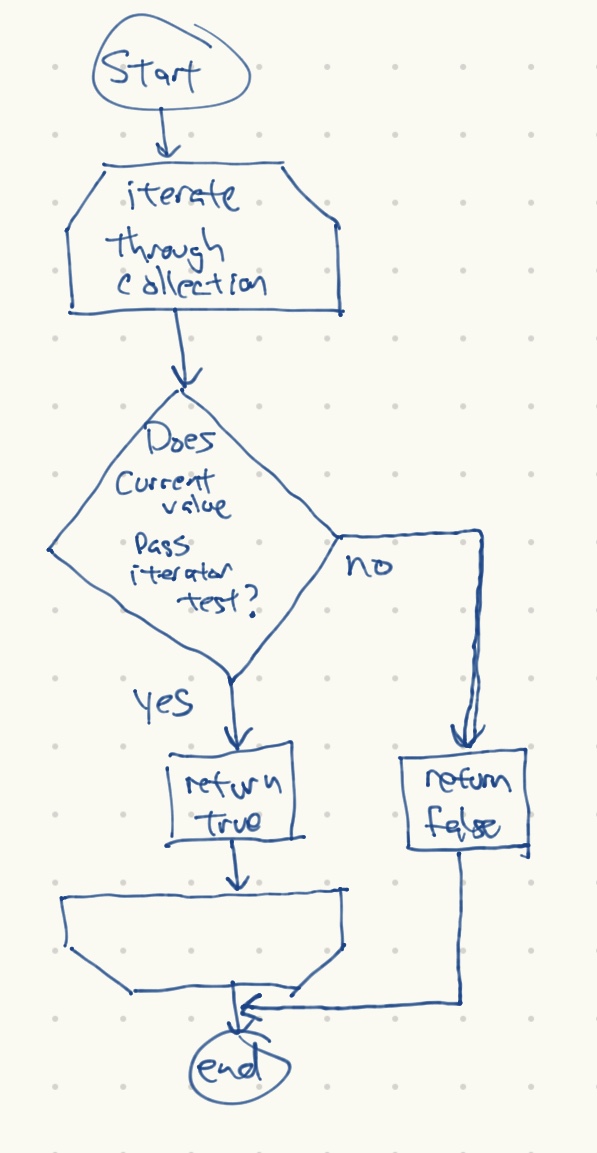 Start
iterate
through
collection
Does
Current
value
pass
iterator
test?
no
yes
return
true
return
false
end